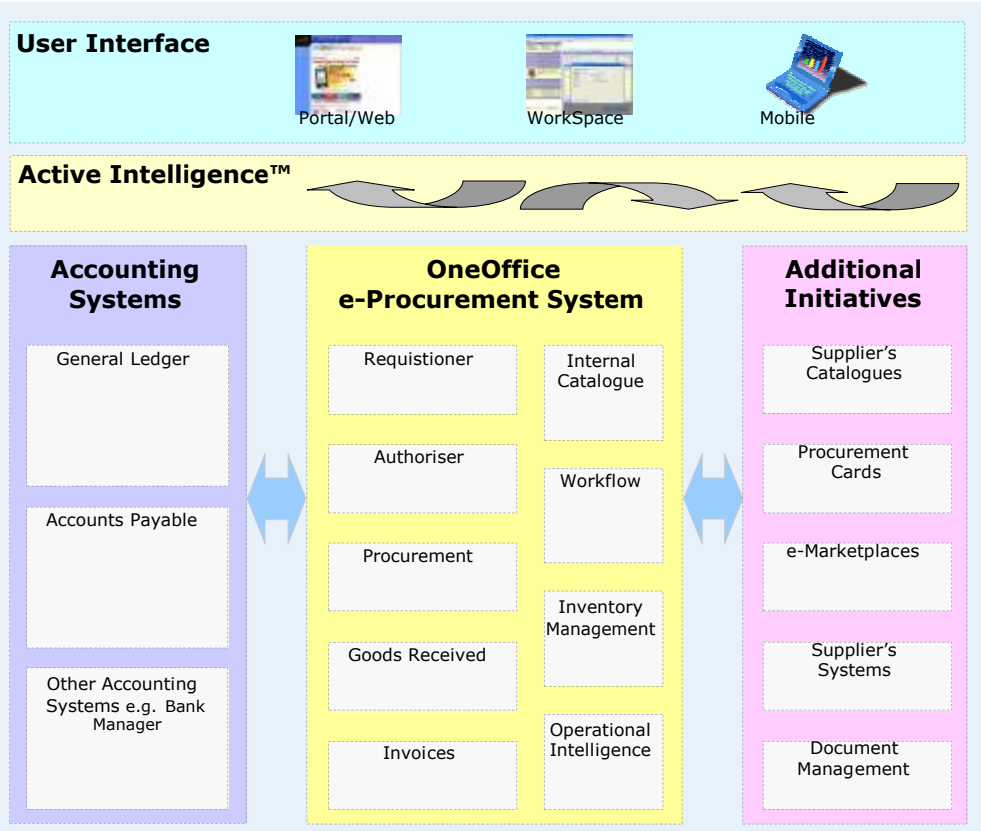 User Interface
Portal/Web
WorkSpace
Mobile
Active Intelligence™
Accounting
Systems
General Ledger
Accounts Payable
Other Accounting
Systems e.g. Bank
Manager
OneOffice
e-Procurement System
Requistioner
Authoriser
Procurement
Goods Received
Invoices
Internal
Catalogue
Workflow
Inventory
Management
Operational
Intelligence
Additional
Initiatives
Supplier’s
Catalogues
Procurement
Cards
e-Marketplaces
Supplier’s
Systems
Document
Management